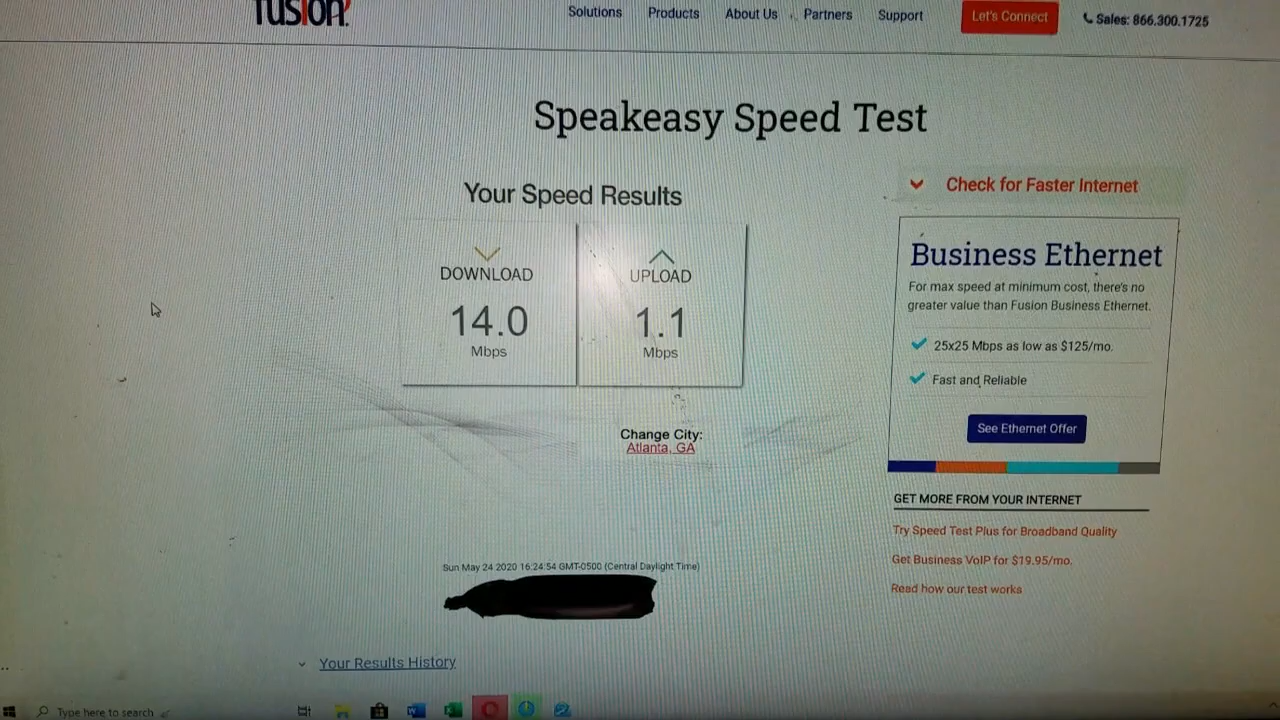 fusion
Solutions
Products
About Us
Partners
Support
Let's Connect
Sales: 866.300.1725
Speakeasy Speed Test
Your Speed Results
DOWNLOAD
14.0
Mbps
UPLOAD
1.1
Mbps
Change City:
Atlanta, GA
Sun May 24 2020 16:24:54 GMT-0500 (Central Daylight Time)
Your Results History
Check for Faster Internet
Business Ethernet
For max speed at minimum cost, there's no
greater value than Fusion Business Ethernet.
25x25 Mbps as low as $125/mo.
Fast and Reliable
See Ethernet Offer
GET MORE FROM YOUR INTERNET
Try Speed Test Plus for Broadband Quality
Get Business VoIP for $19.95/mo.
Read how our test works
Type here to search